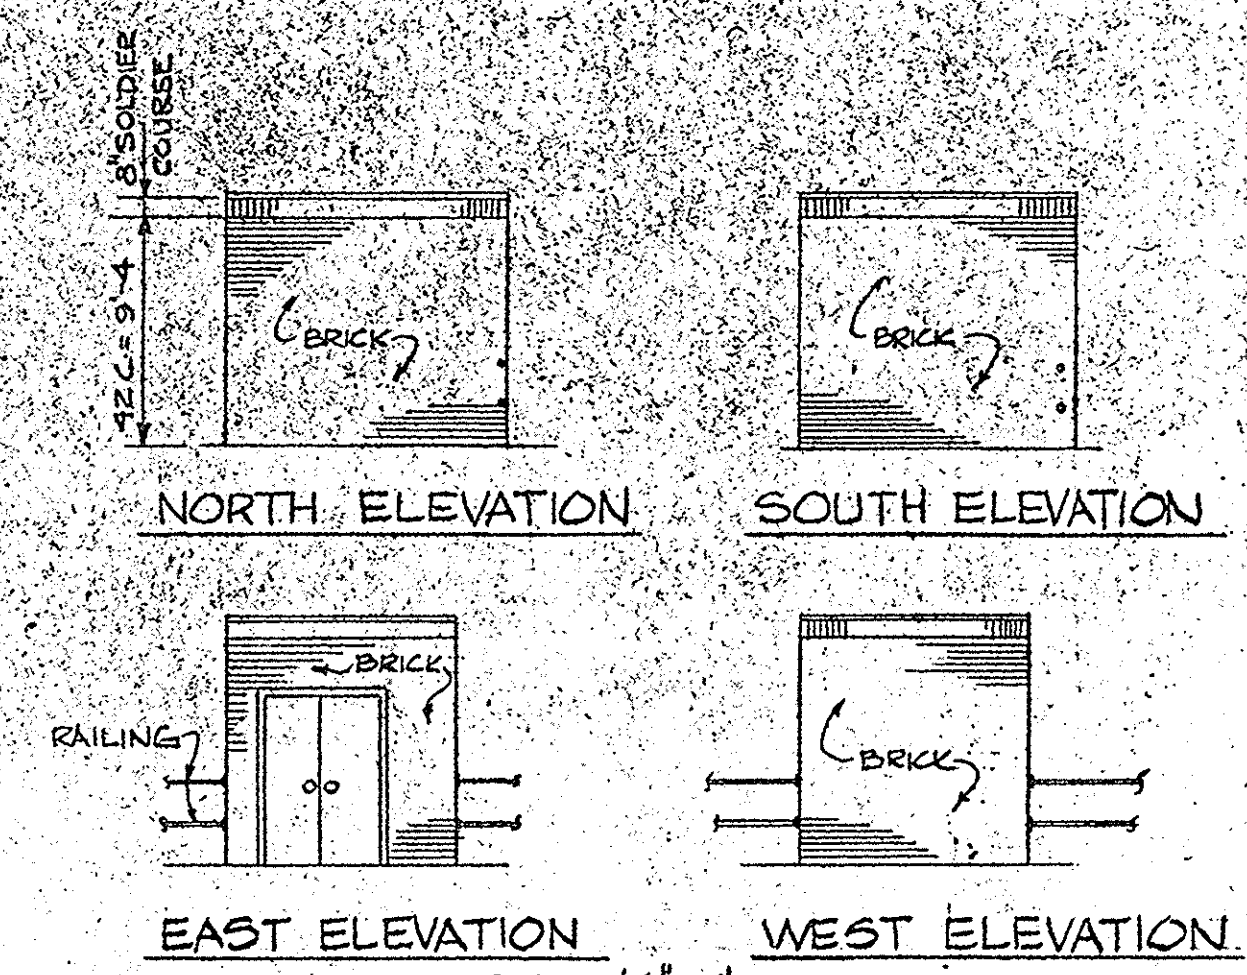 8" SOLDIER
COURSE
42 C = 9'-4
BRICK
BRICK
NORTH ELEVATION
SOUTH ELEVATION
BRICK
RAILING
BRICK
EAST ELEVATION
WEST ELEVATION